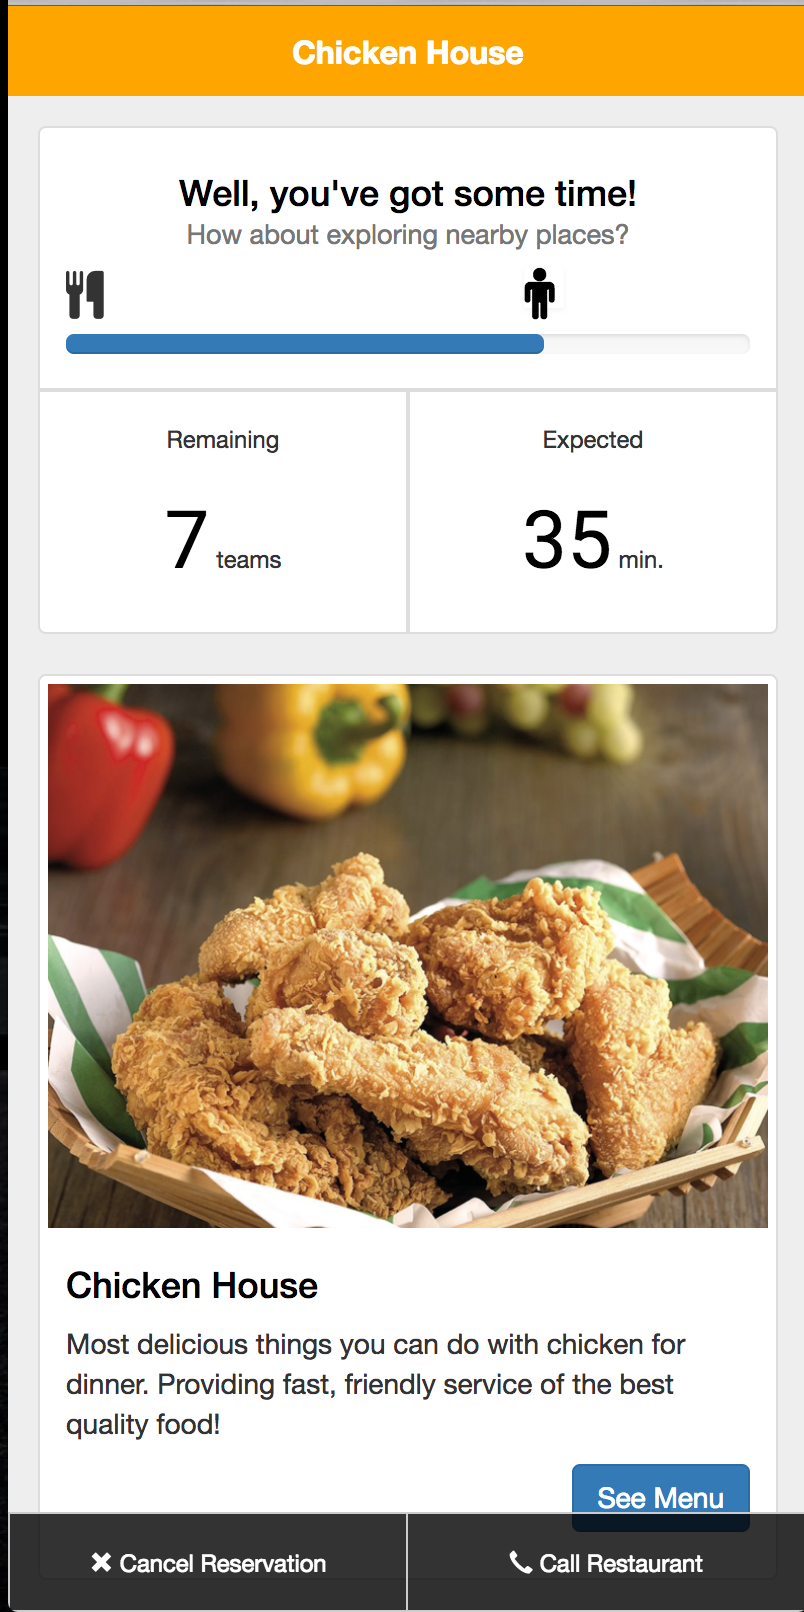 Chicken House
Well, you've got some time!
How about exploring nearby places?
Remaining
Expected
7 teams
35 min.
Chicken House
Most delicious things you can do with chicken for
dinner. Providing fast, friendly service of the best
quality food!
See Menu
Cancel Reservation
Call Restaurant